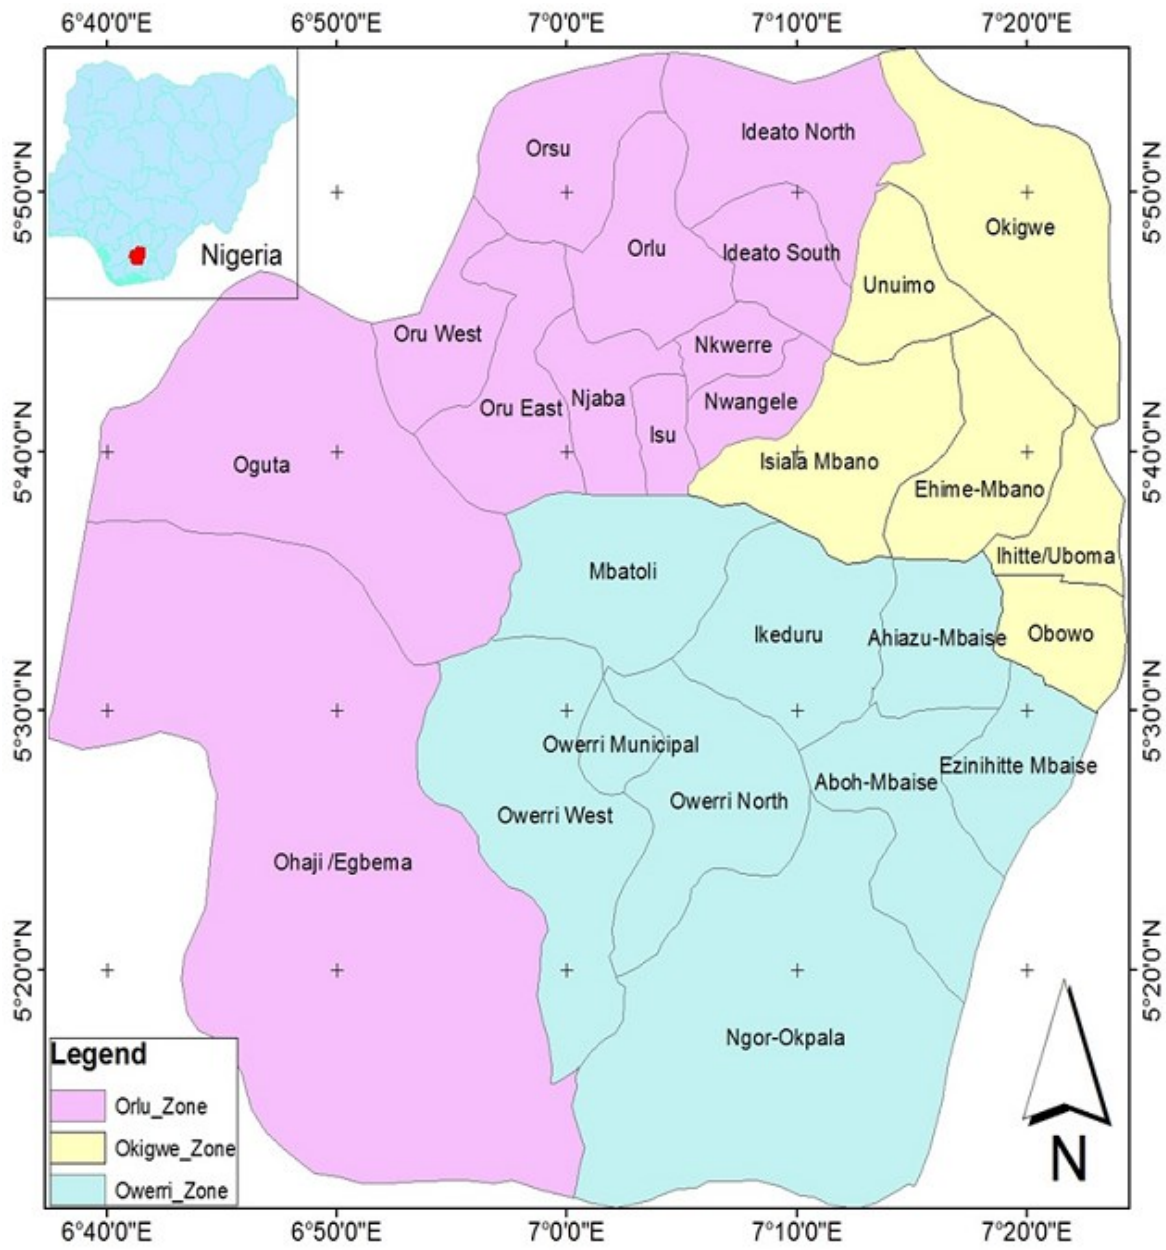 6°40'0"E 6°50'0"E 7°0'0"E 7°10'0"E 7°20'0"E
5°50'0"N
5°40'0"N
5°30'0"N
5°20'0"N
Nigeria
Orsu
Ideato North
Okigwe
Orlu
Ideato South
Unuimo
Oru West
Nkwerre
Njaba
Nwangele
Oru East
Isu
Oguta
Isiala Mbano
Ehime-Mbano
Ihitte/Uboma
Mbatoli
Ikeduru
Ahiazu-Mbaise
Obowo
Owerri Municipal
Ezinihitte Mbaise
Aboh-Mbaise
Owerri North
Owerri West
Ohaji /Egbema
Ngor-Okpala
5°50'0"N
5°40'0"N
5°30'0"N
5°20'0"N
Legend
Orlu_Zone
Okigwe_Zone
Owerri_Zone
N
6°40'0"E 6°50'0"E 7°0'0"E 7°10'0"E 7°20'0"E